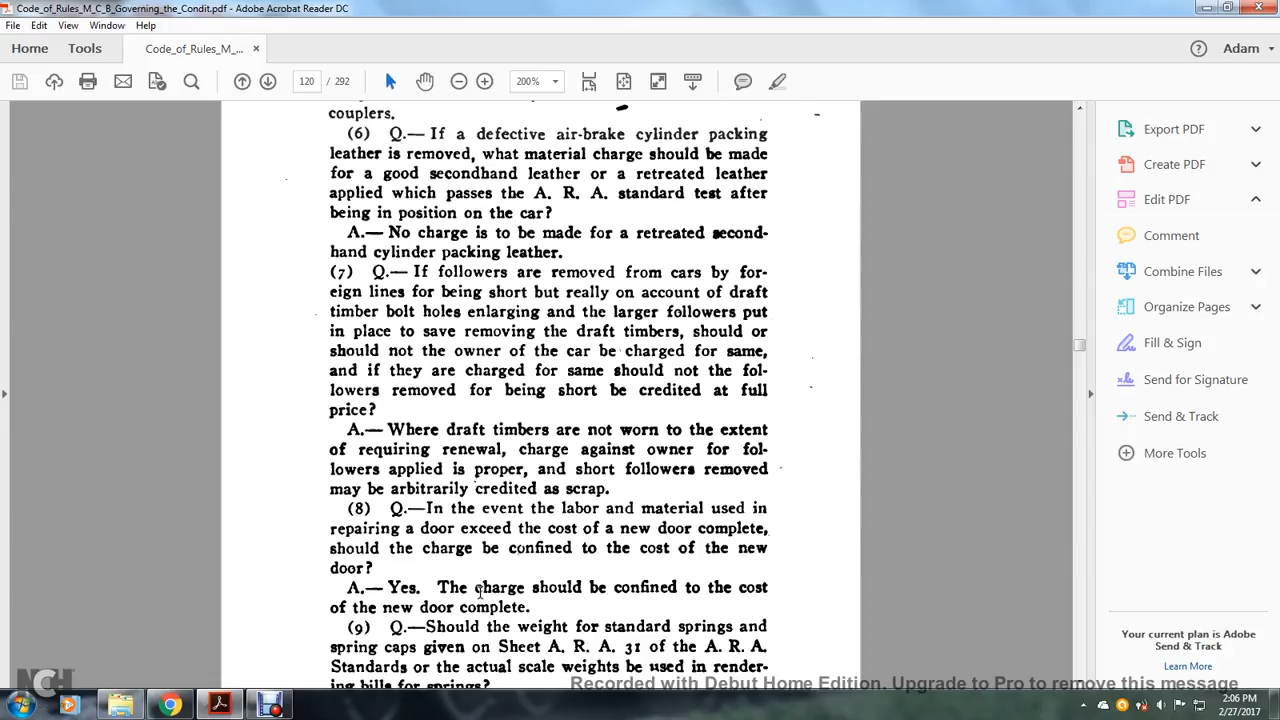 Code_of_Rules_M_C_B_Governing_the_Condit.pdf - Adobe Acrobat Reader DC
File Edit View Window Help
Home Tools Code_of_Rules_M_... × Adam
120 / 292 200%
couplers.
(6) Q.— If a defective air-brake cylinder packing
leather is removed, what material charge should be made
for a good secondhand leather or a retreated leather
applied which passes the A. R. A. standard test after
being in position on the car?
A.— No charge is to be made for a retreated second-
hand cylinder packing leather.
(7) Q.— If followers are removed from cars by for-
eign lines for being short but really on account of draft
timber bolt holes enlarging and the larger followers put
in place to save removing the draft timbers, should or
should not the owner of the car be charged for same,
and if they are charged for same should not the fol-
lowers removed for being short be credited at full
price?
A.— Where draft timbers are not worn to the extent
of requiring renewal, charge against owner for fol-
lowers applied is proper, and short followers removed
may be arbitrarily credited as scrap.
(8) Q.—In the event the labor and material used in
repairing a door exceed the cost of a new door complete,
should the charge be confined to the cost of the new
door?
A.— Yes. The charge should be confined to the cost
of the new door complete.
(9) Q.—Should the weight for standard springs and
spring caps given on Sheet A. R. A. 31 of the A. R. A.
Standards or the actual scale weights be used in render-
ing bills for springs?
Export PDF
Create PDF
Edit PDF
Comment
Combine Files
Organize Pages
Fill & Sign
Send for Signature
Send & Track
More Tools
Your current plan is Adobe
Send & Track
Learn More
NCH
Recorded with Debut Home Edition. Upgrade to Pro to remove this message
2:06 PM
2/27/2017